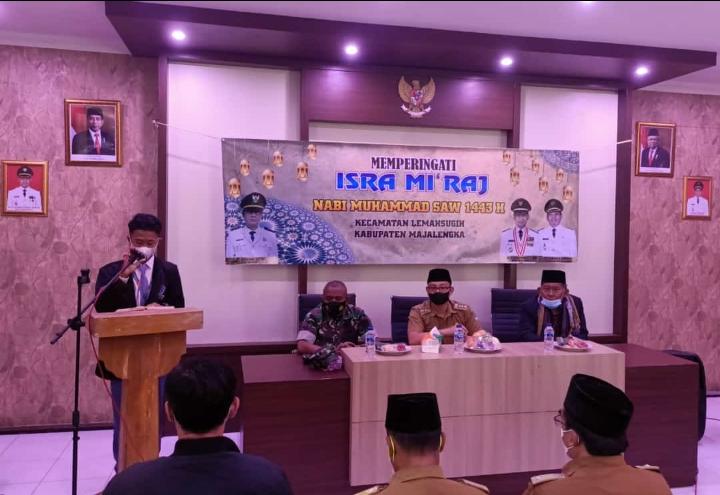 MEMPERINGATI
ISRA MI'RAJ
NABI MUHAMMAD SAW 1443 H
KECAMATAN LEMAHSUGIH
KABUPATEN MAJALENGKA